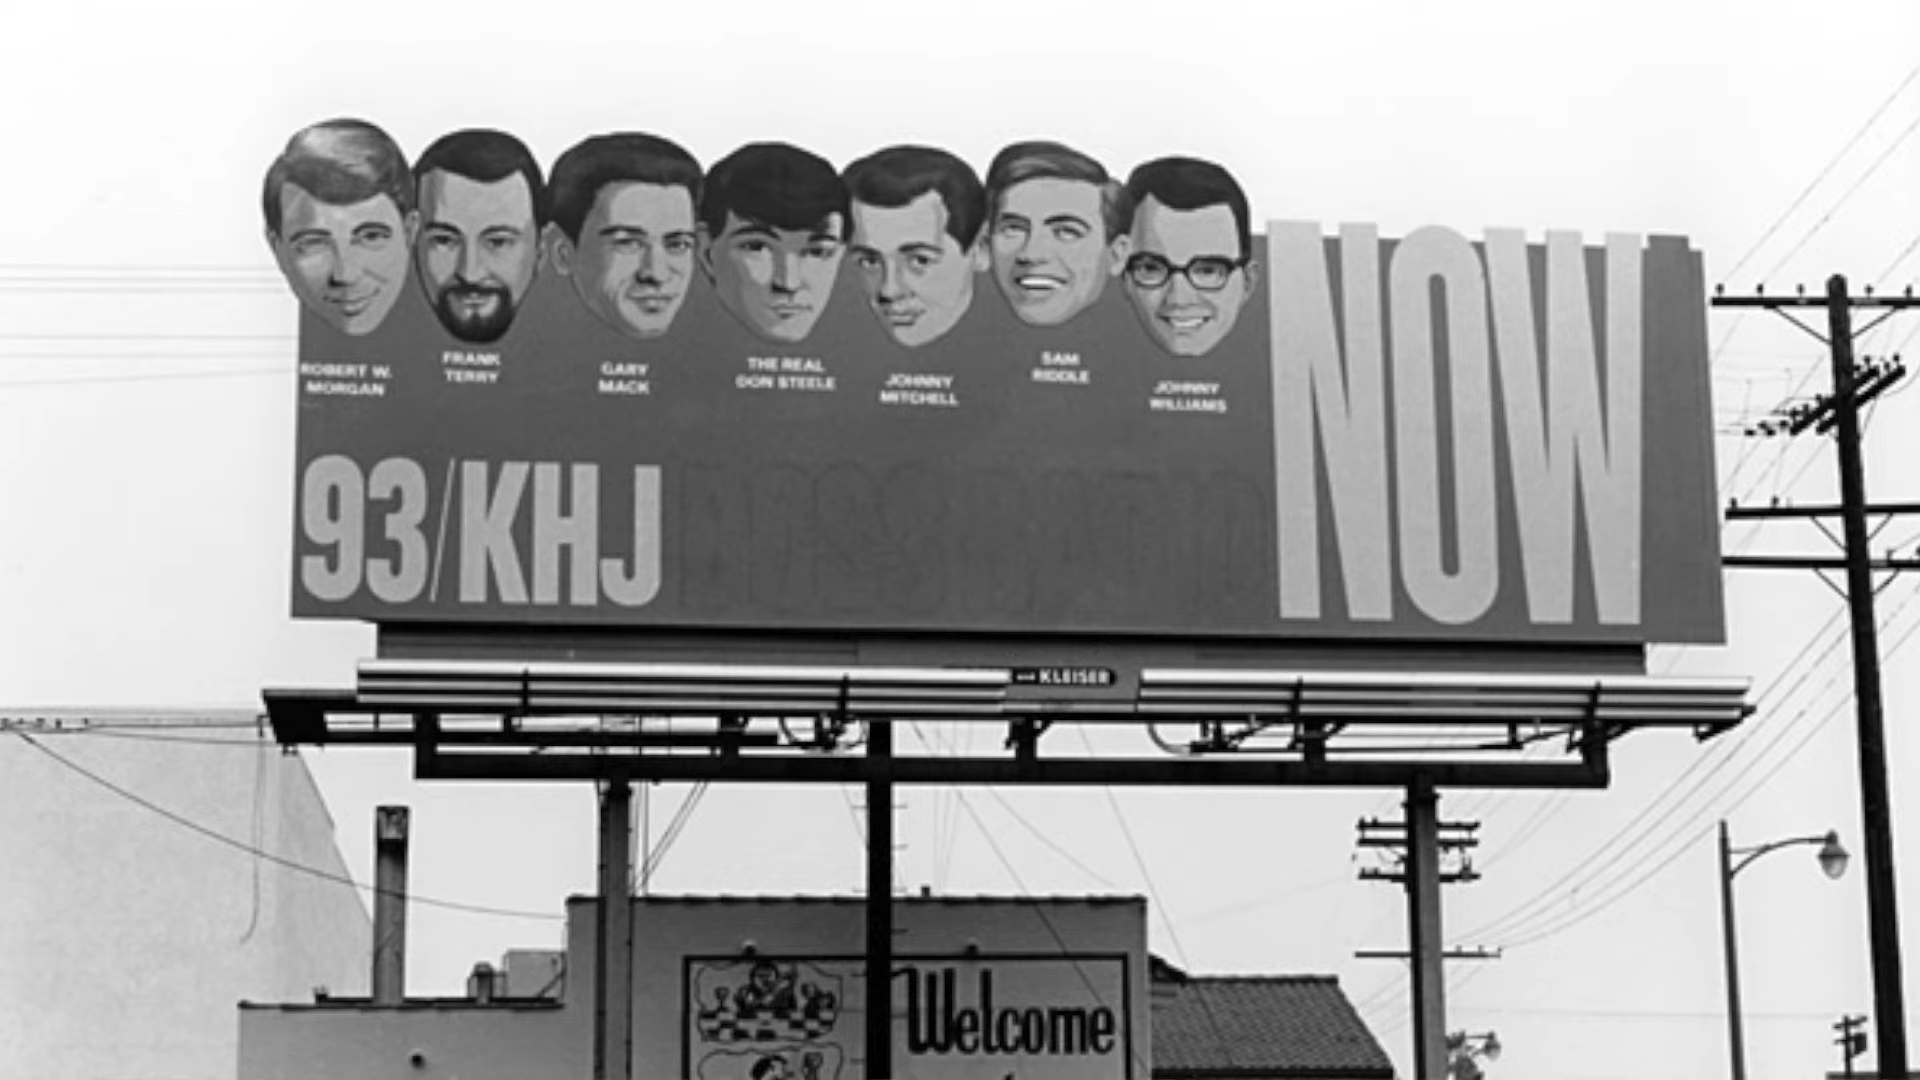 ROBERT W.
MORGAN
FRANK
TERRY
GARY
MACK
THE REAL
DON STEELE
JOHNNY
MITCHELL
SAM
RIDDLE
JOHNNY
WILLIAMS
93/KHJ
NOW
KLEISER
Welcome